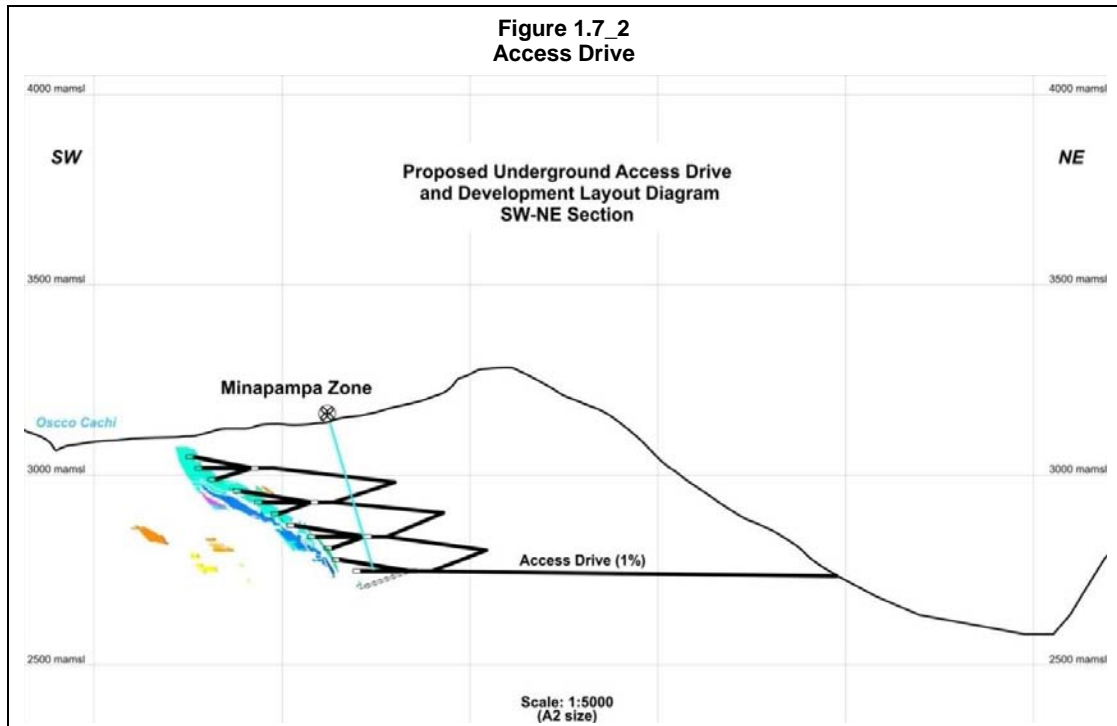 Figure 1.7_2
Access Drive
4000 mamsl
4000 mamsl
SW
NE
Proposed Underground Access Drive
and Development Layout Diagram
SW-NE Section
3500 mamsl
3500 mamsl
Minapampa Zone
Oscco Cachi
3000 mamsl
3000 mamsl
Access Drive (1%)
2500 mamsl
2500 mamsl
Scale: 1:5000
(A2 size)